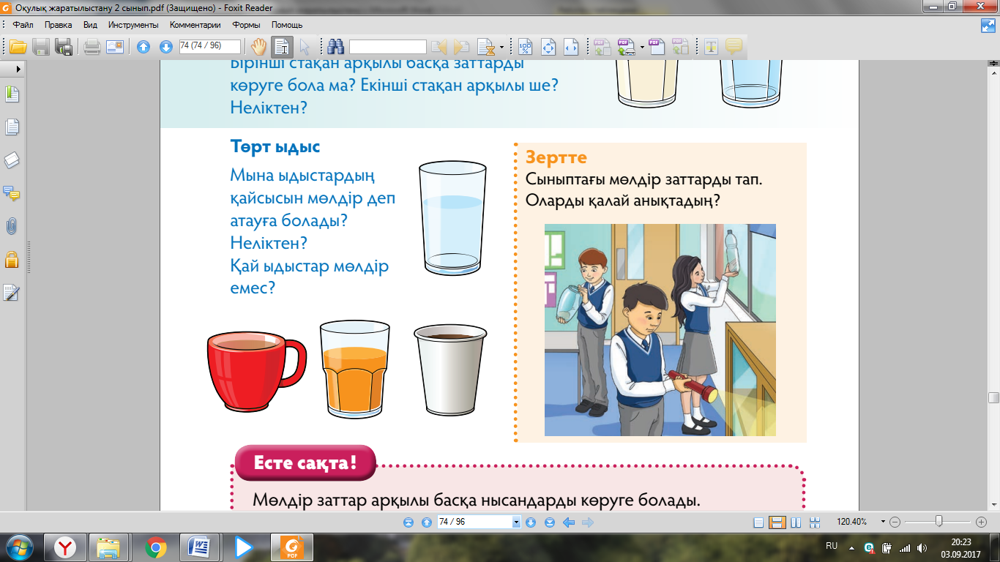 Оқулық жаратылыстану 2 сынып.pdf (Защищено) - Foxit Reader
Файл Правка Вид Инструменты Комментарии Формы Помощь
74 (74 / 96)
Бірінші стақан арқылы басқа заттарды
көруге бола ма? Екінші стақан арқылы ше?
Неліктен?
Төрт ыдыс
Мына ыдыстардың
қайсысын мөлдір деп
атауға болады?
Неліктен?
Қай ыдыстар мөлдір
емес?
Зертте
Сыныптағы мөлдір заттарды тап.
Оларды қалай анықтадың?
Есте сақта!
Мөлдір заттар арқылы басқа нысандарды көруге болады.
74 / 96
120.40%
RU
20:23
03.09.2017